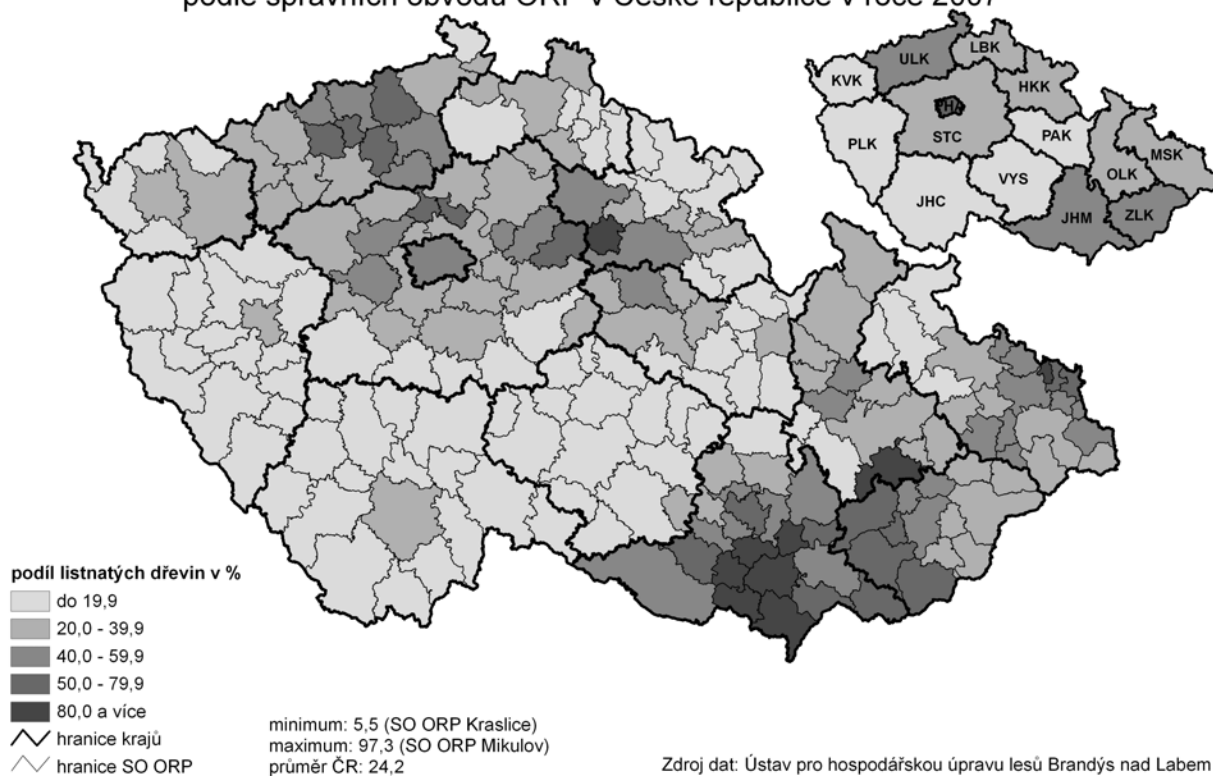 podle správních obvodů ORP v České republice v roce 2007
KVK
ULK
LBK
HKK
PHA
STC
PLK
PAK
MSK
OLK
VYS
JHC
JHM
ZLK
podíl listnatých dřevin v %
do 19,9
20,0 - 39,9
40,0 - 59,9
50,0 - 79,9
80,0 a více
hranice krajů
hranice SO ORP
minimum: 5,5 (SO ORP Kraslice)
maximum: 97,3 (SO ORP Mikulov)
průměr ČR: 24,2
Zdroj dat: Ústav pro hospodářskou úpravu lesů Brandýs nad Labem